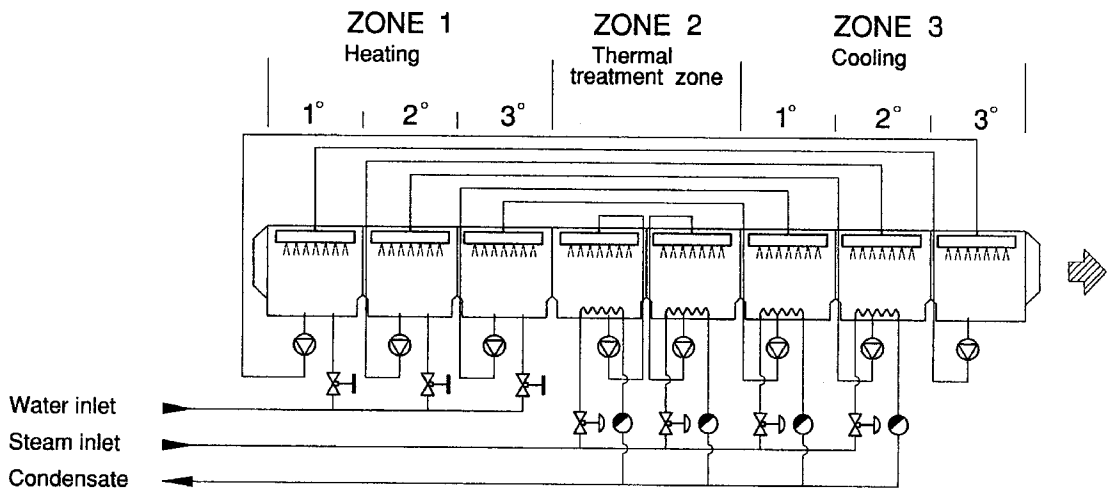 ZONE 1
Heating
ZONE 2
Thermal
treatment zone
ZONE 3
Cooling
1°
2°
3°
1°
2°
3°
Water inlet
Steam inlet
Condensate